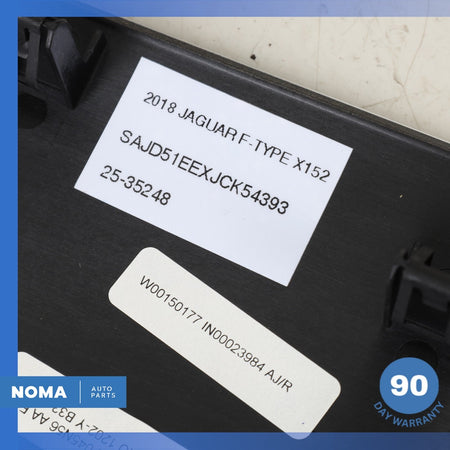 2018 JAGUAR F-TYPE X152
SAJD51EEXJCK54393
25-35248
W00150177 IN00023984 AJ/R
NOMA
AUTO
PARTS
90
DAY WARRANTY